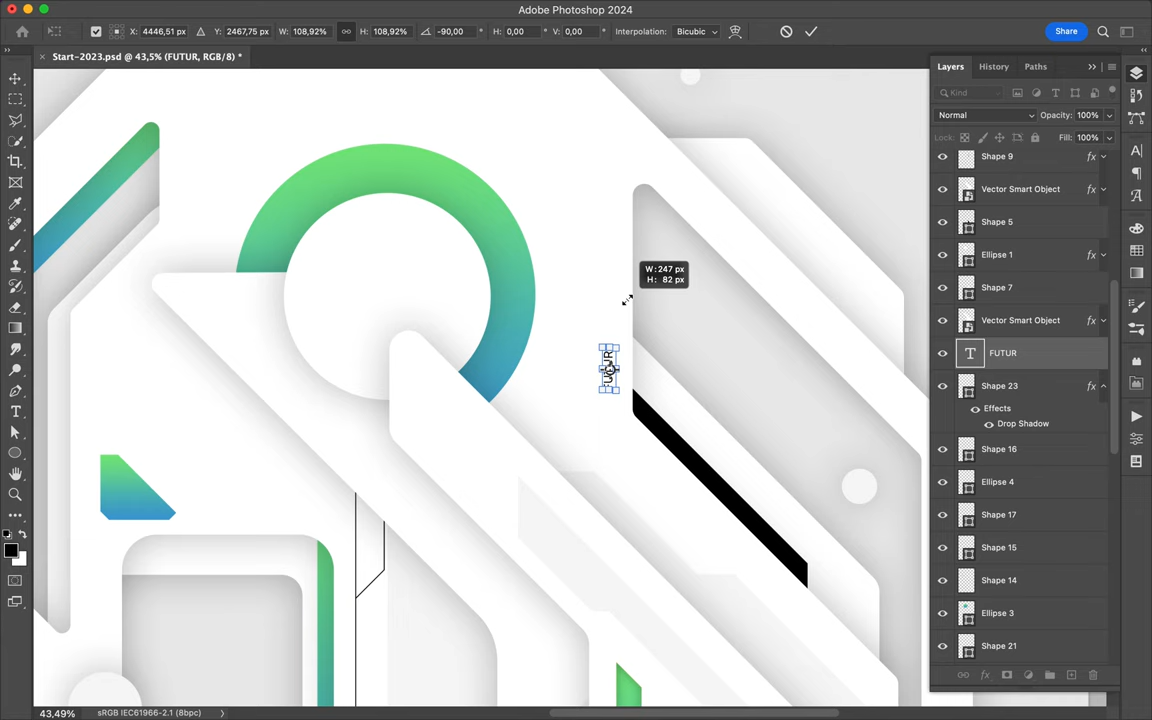 Adobe Photoshop 2024
X: 4446,51 px
Y: 2467,75 px
W: 108,92%
H: 108,92%
-90,00 °
H: 0,00 °
V: 0,00 °
Interpolation: Bicubic
Share
Start-2023.psd @ 43,5% (FUTUR, RGB/8) *
Layers
History
Paths
Kind
Normal
Opacity: 100%
Lock:
Fill: 100%
Shape 9
Vector Smart Object
Shape 5
Ellipse 1
Shape 7
Vector Smart Object
FUTUR
Shape 23
Effects
Drop Shadow
Shape 16
Ellipse 4
Shape 17
Shape 15
Shape 14
Ellipse 3
Shape 21
W: 247 px
H: 82 px
FUTUR
43,49%
sRGB IEC61966-2.1 (8bpc)